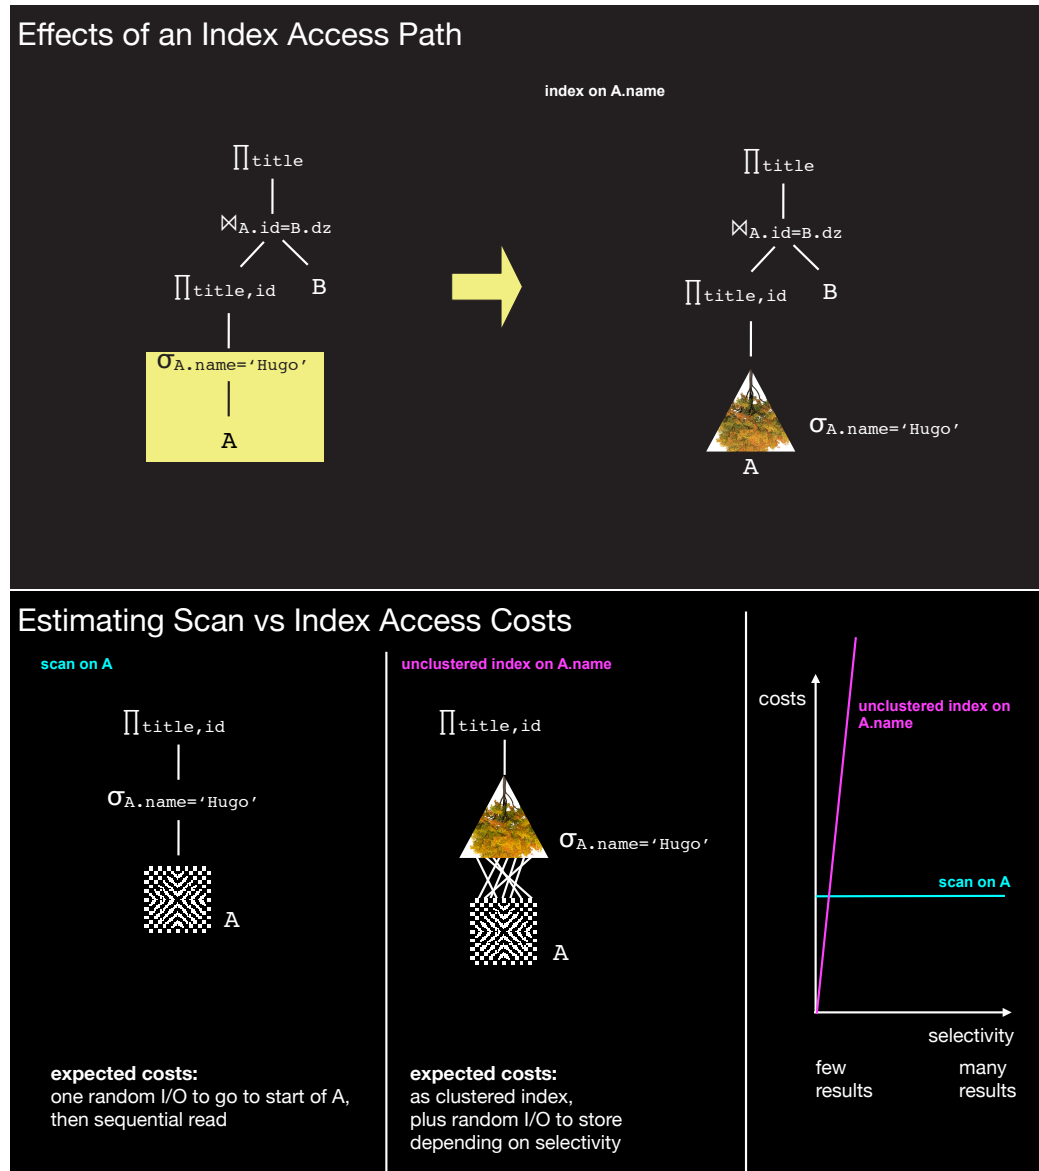 Effects of an Index Access Path
index on A.name
∏title
⋈A.id=B.dz
∏title,id
B
σA.name=‘Hugo’
A
∏title
⋈A.id=B.dz
∏title,id
B
σA.name=‘Hugo’
A
Estimating Scan vs Index Access Costs
scan on A
∏title,id
σA.name=‘Hugo’
A
expected costs:
one random I/O to go to start of A,
then sequential read
unclustered index on A.name
∏title,id
σA.name=‘Hugo’
A
expected costs:
as clustered index,
plus random I/O to store
depending on selectivity
costs
unclustered index on
A.name
scan on A
selectivity
few
results
many
results